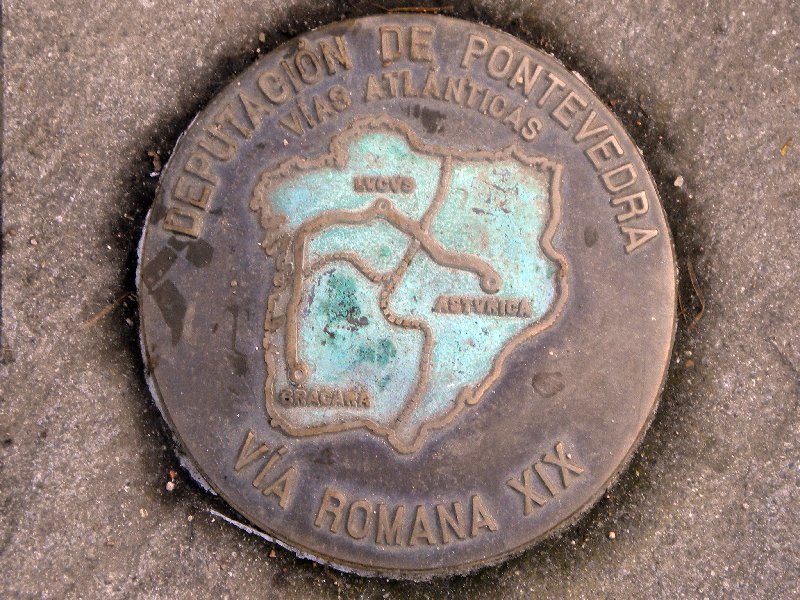 DEPUTACIÓN DE PONTEVEDRA
VÍAS ATLÁNTICAS
LVCVS
ASTVRICA
BRACARA
VÍA ROMANA XIX